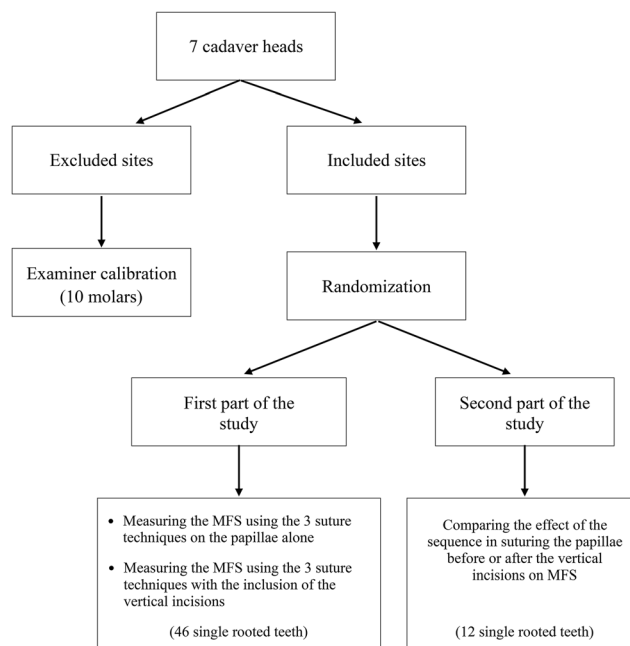 7 cadaver heads
Excluded sites
Included sites
Examiner calibration
(10 molars)
Randomization
First part of the
study
Second part of the
study
• Measuring the MFS using the 3 suture
techniques on the papillae alone
• Measuring the MFS using the 3 suture
techniques with the inclusion of the
vertical incisions
(46 single rooted teeth)
Comparing the effect of the
sequence in suturing the papillae
before or after the vertical
incisions on MFS
(12 single rooted teeth)